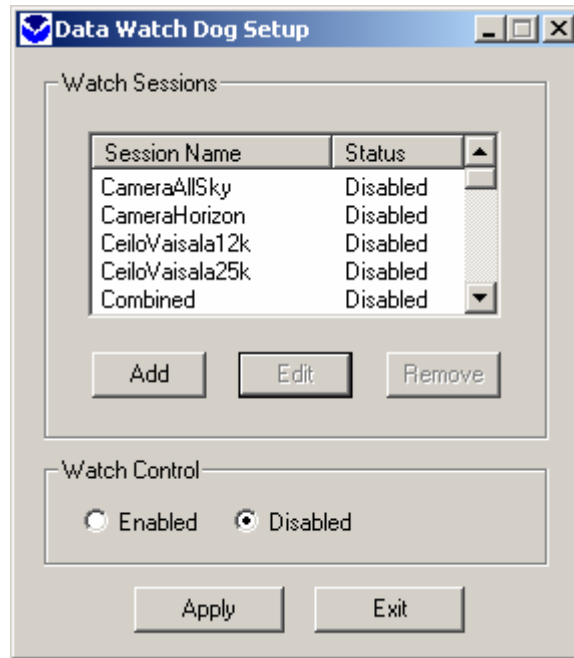 Data Watch Dog Setup
Watch Sessions
Session Name Status
CameraAllSky Disabled
CameraHorizon Disabled
CeiloVaisala12k Disabled
CeiloVaisala25k Disabled
Combined Disabled
Add Edit Remove
Watch Control
Enabled Disabled
Apply Exit